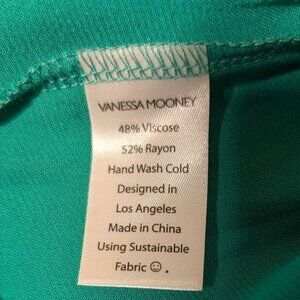 VANESSA MOONEY
48% Viscose
52% Rayon
Hand Wash Cold
Designed in
Los Angeles
Made in China
Using Sustainable
Fabric ☺.